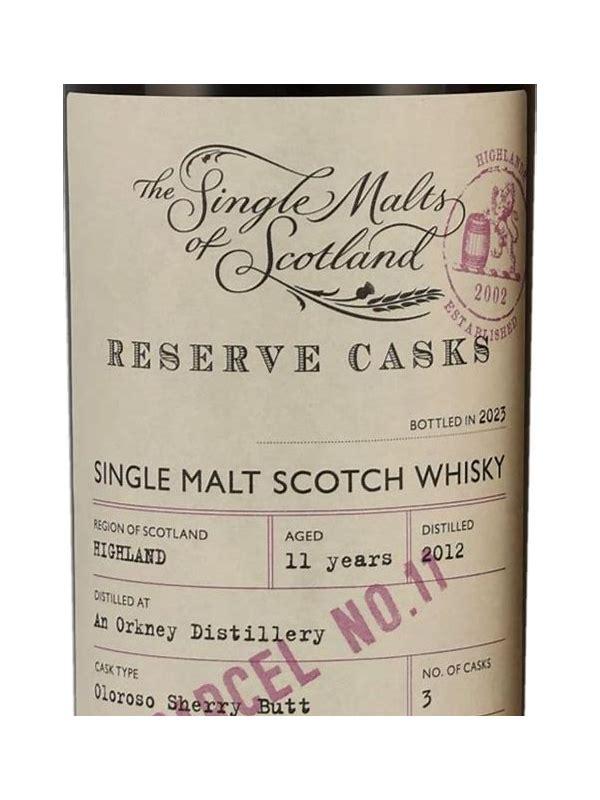 The Single Malts
of Scotland
HIGHLAND
2002
ESTABLISHED
RESERVE CASKS
BOTTLED IN 2023
SINGLE MALT SCOTCH WHISKY
REGION OF SCOTLAND
HIGHLAND
AGED
11 years
DISTILLED
2012
DISTILLED AT
An Orkney Distillery
PARCEL NO.11
CASK TYPE
Oloroso Sherry Butt
NO. OF CASKS
3